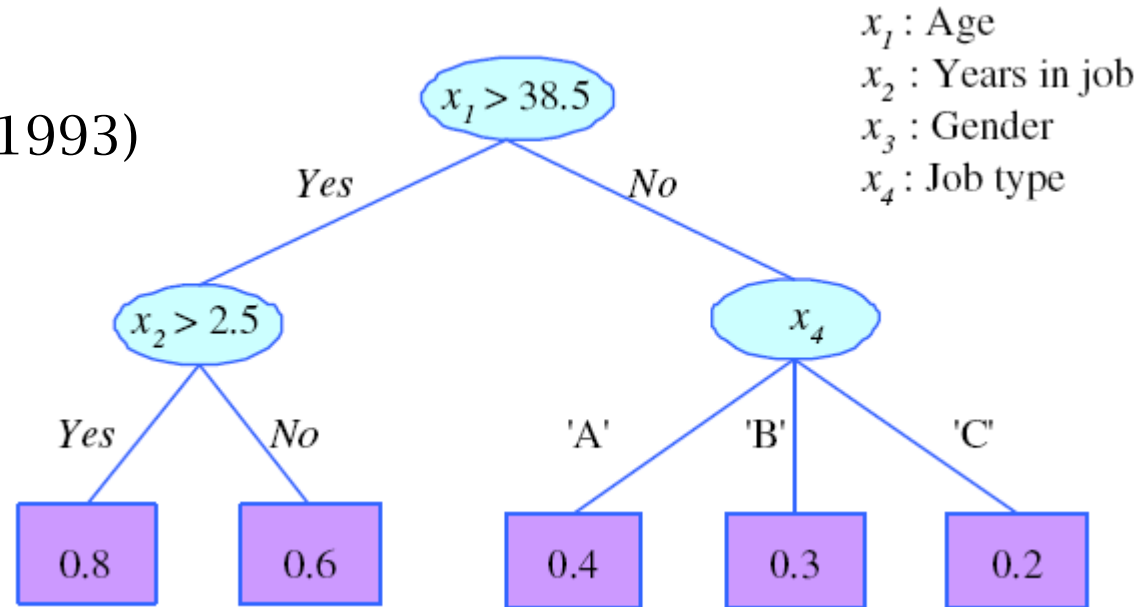 x1 : Age
x2 : Years in job
x3 : Gender
x4 : Job type
1993)
x1 > 38.5
Yes
No
x2 > 2.5
x4
Yes
No
'A'
'B'
'C'
0.8
0.6
0.4
0.3
0.2